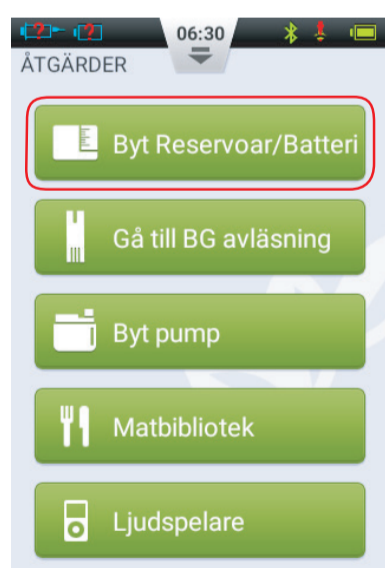 06:30
ÅTGÄRDER
Byt Reservoar/Batteri
Gå till BG avläsning
Byt pump
Matbibliotek
Ljudspelare